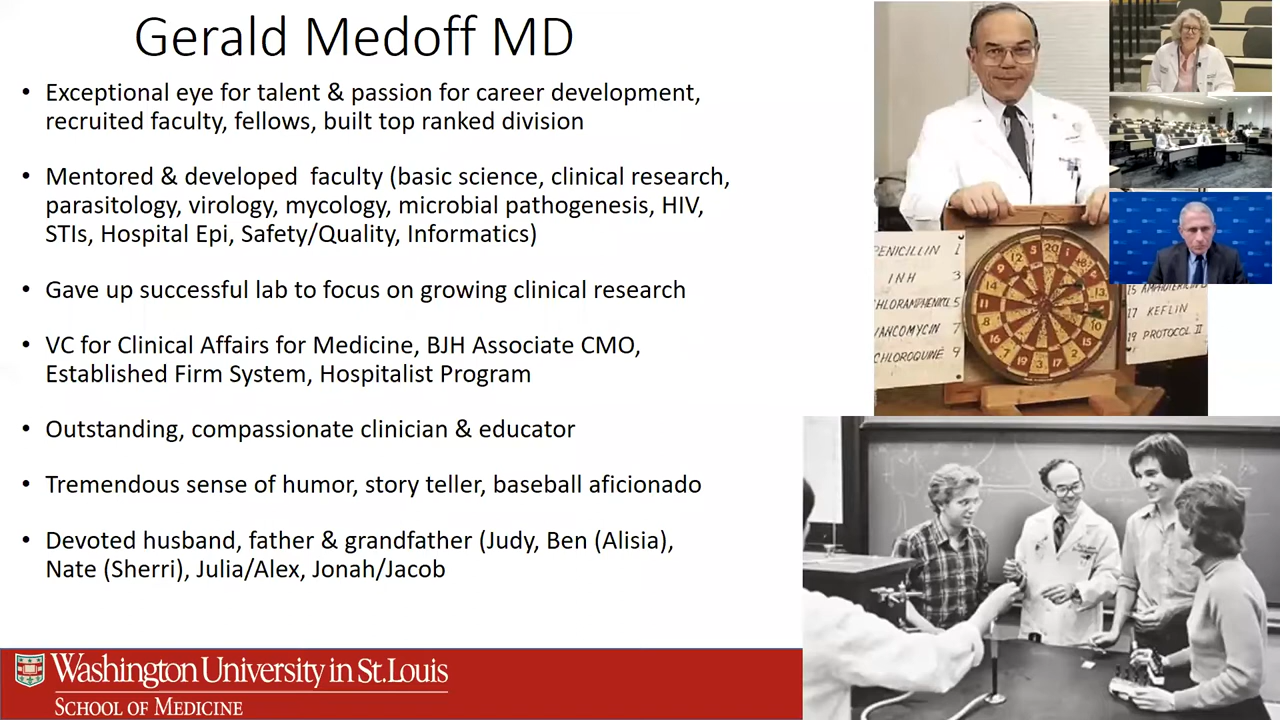 Gerald Medoff MD
• Exceptional eye for talent & passion for career development,
recruited faculty, fellows, built top ranked division
• Mentored & developed faculty (basic science, clinical research,
parasitology, virology, mycology, microbial pathogenesis, HIV,
STIs, Hospital Epi, Safety/Quality, Informatics)
• Gave up successful lab to focus on growing clinical research
• VC for Clinical Affairs for Medicine, BJH Associate CMO,
Established Firm System, Hospitalist Program
• Outstanding, compassionate clinician & educator
• Tremendous sense of humor, story teller, baseball aficionado
• Devoted husband, father & grandfather (Judy, Ben (Alisia),
Nate (Sherri), Julia/Alex, Jonah/Jacob
Washington University in St. Louis
SCHOOL OF MEDICINE
PENICILLIN 1
INH 3
CHLORAMPHENICOL 5
VANCOMYCIN 7
CHLOROQUINE 9
17 KEFLIN
19 PROTOCOL II